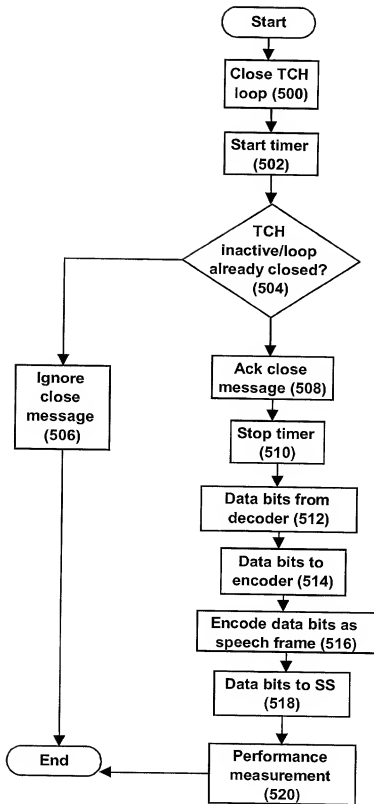 Start
Close TCH
loop (500)
Start timer
(502)
TCH
inactive/loop
already closed?
(504)
Ignore
close
message
(506)
Ack close
message (508)
Stop timer
(510)
Data bits from
decoder (512)
Data bits to
encoder (514)
Encode data bits as
speech frame (516)
Data bits to SS
(518)
Performance
measurement
(520)
End